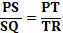 PS/SQ = PT/TR